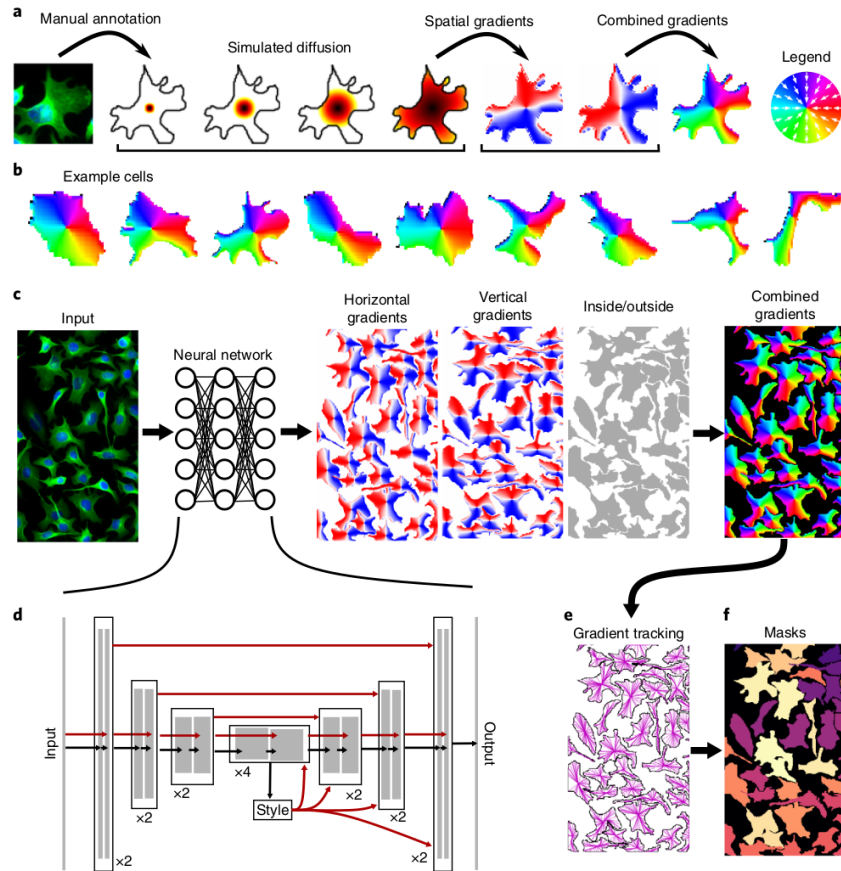 a
Manual annotation
Simulated diffusion
Spatial gradients
Combined gradients
Legend
b
Example cells
c
Input
Neural network
Horizontal
gradients
Vertical
gradients
Inside/outside
Combined
gradients
d
Input
×2
×2
×2
×4
Style
×2
×2
×2
Output
e
Gradient tracking
f
Masks